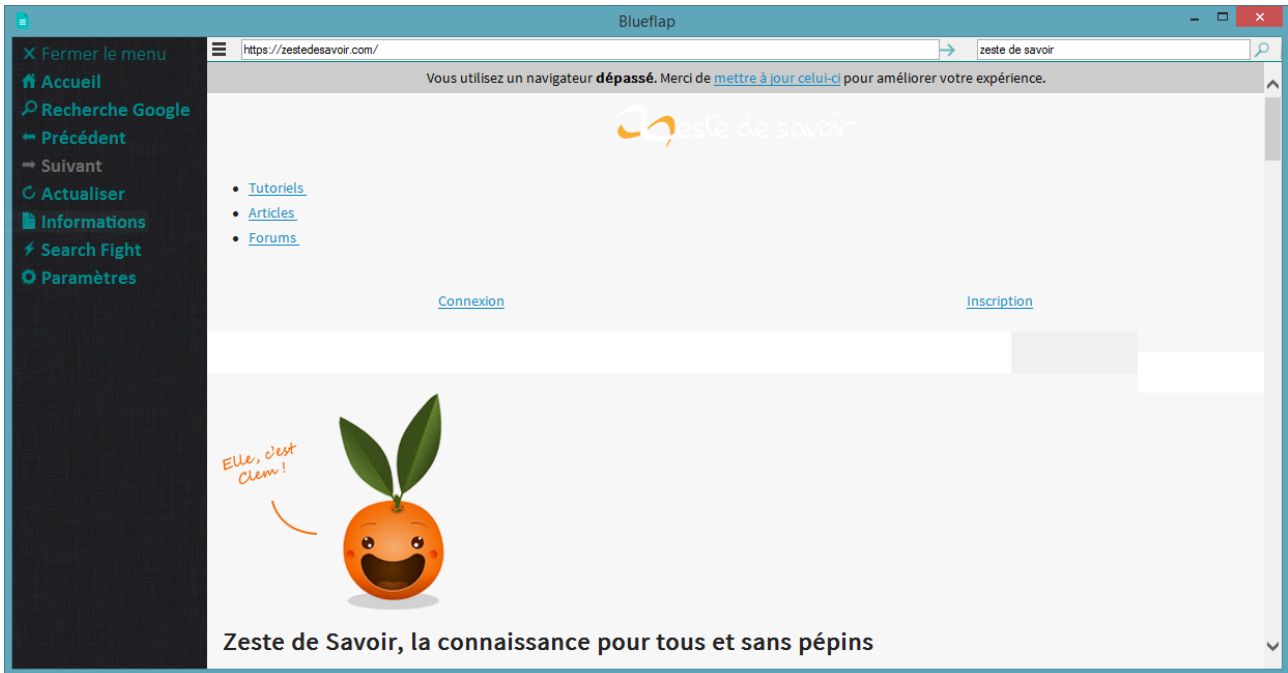 Blueflap
Fermer le menu
Accueil
Recherche Google
Précédent
Suivant
Actualiser
Informations
Search Fight
Paramètres
https://zestedesavoir.com/
zeste de savoir
Vous utilisez un navigateur dépassé. Merci de mettre à jour celui-ci pour améliorer votre expérience.
Zeste de savoir
Tutoriels
Articles
Forums
Connexion
Inscription
Elle, c'est
Clem !
Zeste de Savoir, la connaissance pour tous et sans pépins